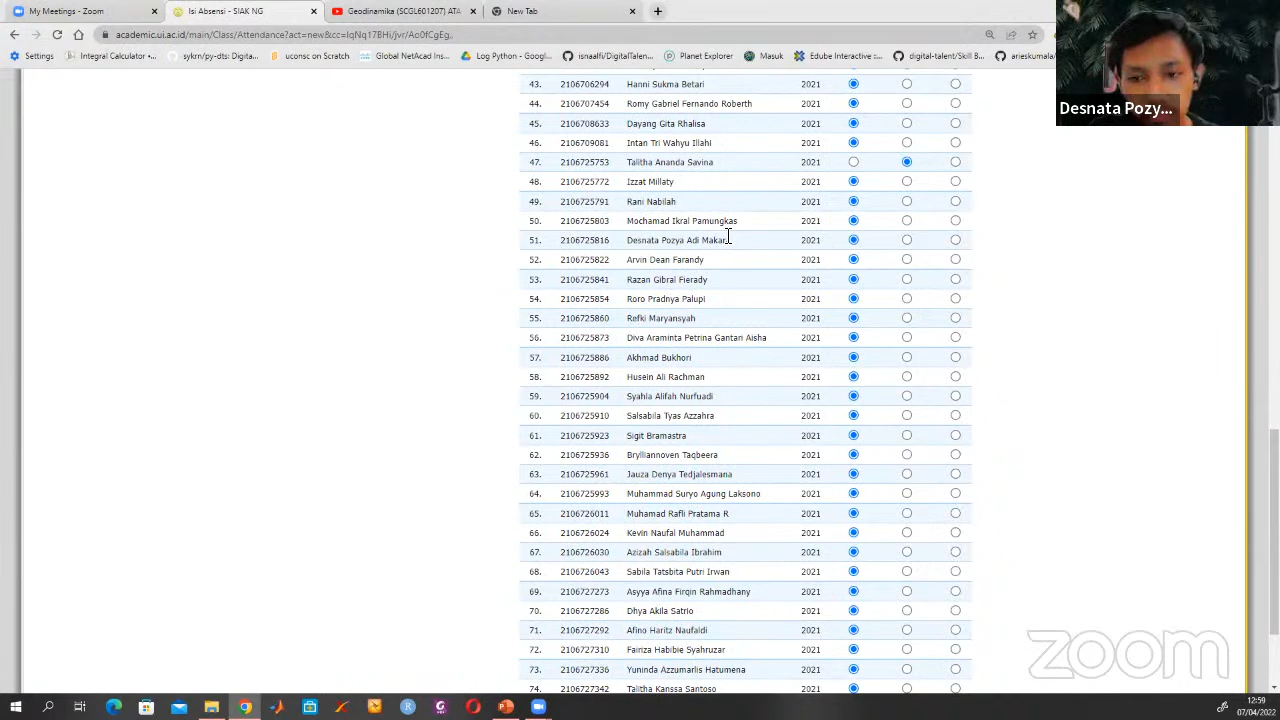 My Meetings - Zoom
Isi Absensi - SIAK NG
Geodinamika (SCGL601207) ATA
New Tab
academic.ui.ac.id/main/Class/Attendance?act=new&cc=IqNq17BHi/jvr/Ao0fCgEg..
Settings
sykrn/py-dts: Digita...
Integral Calculator •...
uconsc on Scratch
Global NetAcad Inst...
Log Python - Googl...
isnaalfi/DigitalTalen...
Planet Explorer
Masuk
Edube Interactive ::...
digital-talent/Skill B...
arieskumala
Desnata Pozy...
43. 2106706294 Hanni Sukma Betari 2021
44. 2106707454 Romy Gabriel Fernando Roberth 2021
45. 2106708633 Dayang Gita Rhalisa 2021
46. 2106709081 Intan Tri Wahyu Illahi 2021
47. 2106725753 Talitha Ananda Savina 2021
48. 2106725772 Izzat Millaty 2021
49. 2106725791 Rani Nabilah 2021
50. 2106725803 Mochamad Ikral Pamungkas 2021
51. 2106725816 Desnata Pozya Adi Makar 2021
52. 2106725822 Arvin Dean Farandy 2021
53. 2106725841 Razan Gibral Fierady 2021
54. 2106725854 Roro Pradnya Palupi 2021
55. 2106725860 Refki Maryansyah 2021
56. 2106725873 Diva Araminta Petrina Gantari Aisha 2021
57. 2106725886 Akhmad Bukhori 2021
58. 2106725892 Husein Ali Rachman 2021
59. 2106725904 Syahla Alifah Nurfuadi 2021
60. 2106725910 Salsabila Tyas Azzahra 2021
61. 2106725923 Sigit Bramastra 2021
62. 2106725936 Brylliannoven Taqbeera 2021
63. 2106725961 Jauza Denya Tedjalesmana 2021
64. 2106725993 Muhammad Suryo Agung Laksono 2021
65. 2106726011 Muhamad Rafli Pratama R 2021
66. 2106726024 Kevin Naufal Muhammad 2021
67. 2106726030 Azizah Salsabila Ibrahim 2021
68. 2106726043 Sabila Tatsbita Putri Irwan 2021
69. 2106727273 Asyya Afina Firqin Rahmadhany 2021
70. 2106727286 Dhya Akila Satrio 2021
71. 2106727292 Afino Haritz Naufaldi 2021
72. 2106727310 Fairiza Habibie Syahruzar 2021
73. 2106727336 Yuninda Azzumarlis Hatumena 2021
74. 2106727342 Talitha Kanssa Santoso 2021
zoom
12:59
07/04/2022